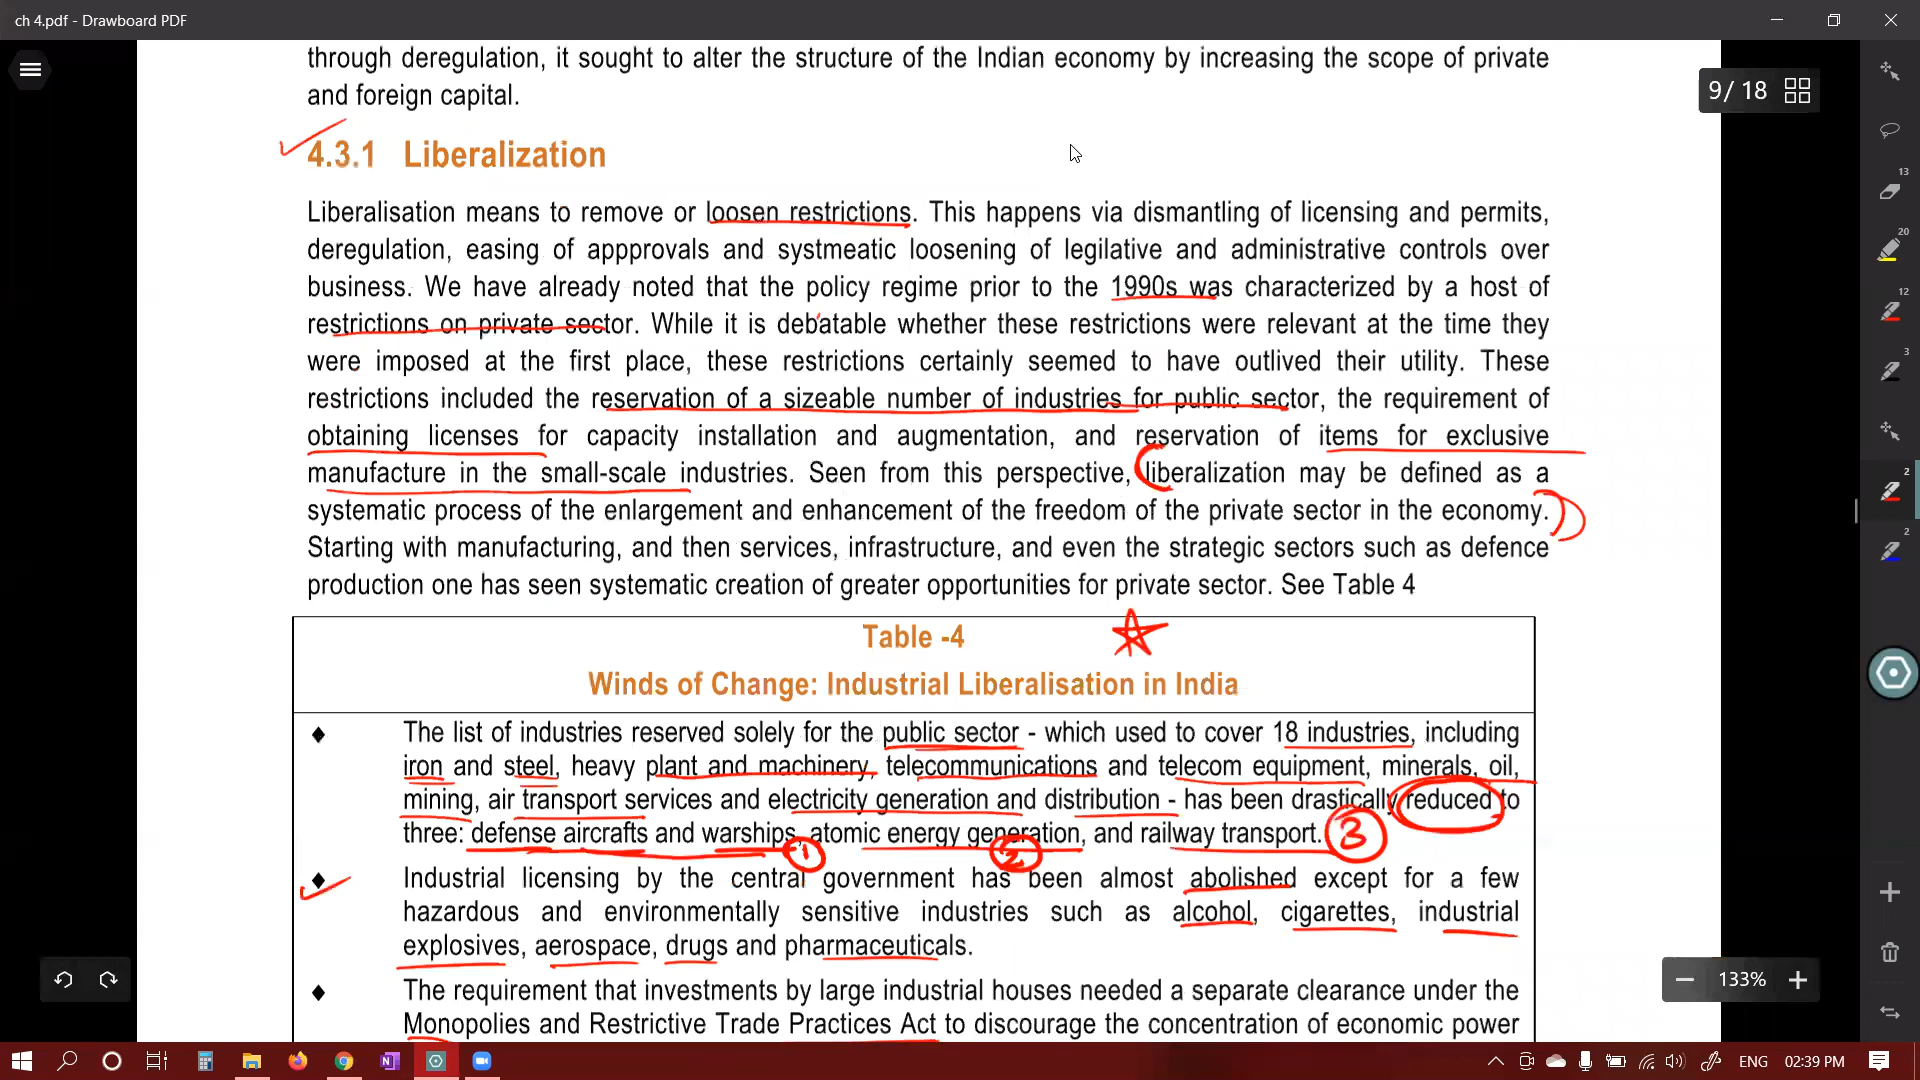 ch 4.pdf - Drawboard PDF
through deregulation, it sought to alter the structure of the Indian economy by increasing the scope of private
and foreign capital.
9/ 18
4.3.1 Liberalization
Liberalisation means to remove or loosen restrictions. This happens via dismantling of licensing and permits,
deregulation, easing of appprovals and systmeatic loosening of legilative and administrative controls over
business. We have already noted that the policy regime prior to the 1990s was characterized by a host of
restrictions on private sector. While it is debatable whether these restrictions were relevant at the time they
were imposed at the first place, these restrictions certainly seemed to have outlived their utility. These
restrictions included the reservation of a sizeable number of industries for public sector, the requirement of
obtaining licenses for capacity installation and augmentation, and reservation of items for exclusive
manufacture in the small-scale industries. Seen from this perspective, liberalization may be defined as a
systematic process of the enlargement and enhancement of the freedom of the private sector in the economy.
Starting with manufacturing, and then services, infrastructure, and even the strategic sectors such as defence
production one has seen systematic creation of greater opportunities for private sector. See Table 4
Table -4
Winds of Change: Industrial Liberalisation in India
♦ The list of industries reserved solely for the public sector - which used to cover 18 industries, including
iron and steel, heavy plant and machinery, telecommunications and telecom equipment, minerals, oil,
mining, air transport services and electricity generation and distribution - has been drastically reduced to
three: defense aircrafts and warships, atomic energy generation, and railway transport. 3
1 2
♦ Industrial licensing by the central government has been almost abolished except for a few
hazardous and environmentally sensitive industries such as alcohol, cigarettes, industrial
explosives, aerospace, drugs and pharmaceuticals.
♦ The requirement that investments by large industrial houses needed a separate clearance under the
Monopolies and Restrictive Trade Practices Act to discourage the concentration of economic power
13
20
12
3
2
2
133%
ENG 02:39 PM